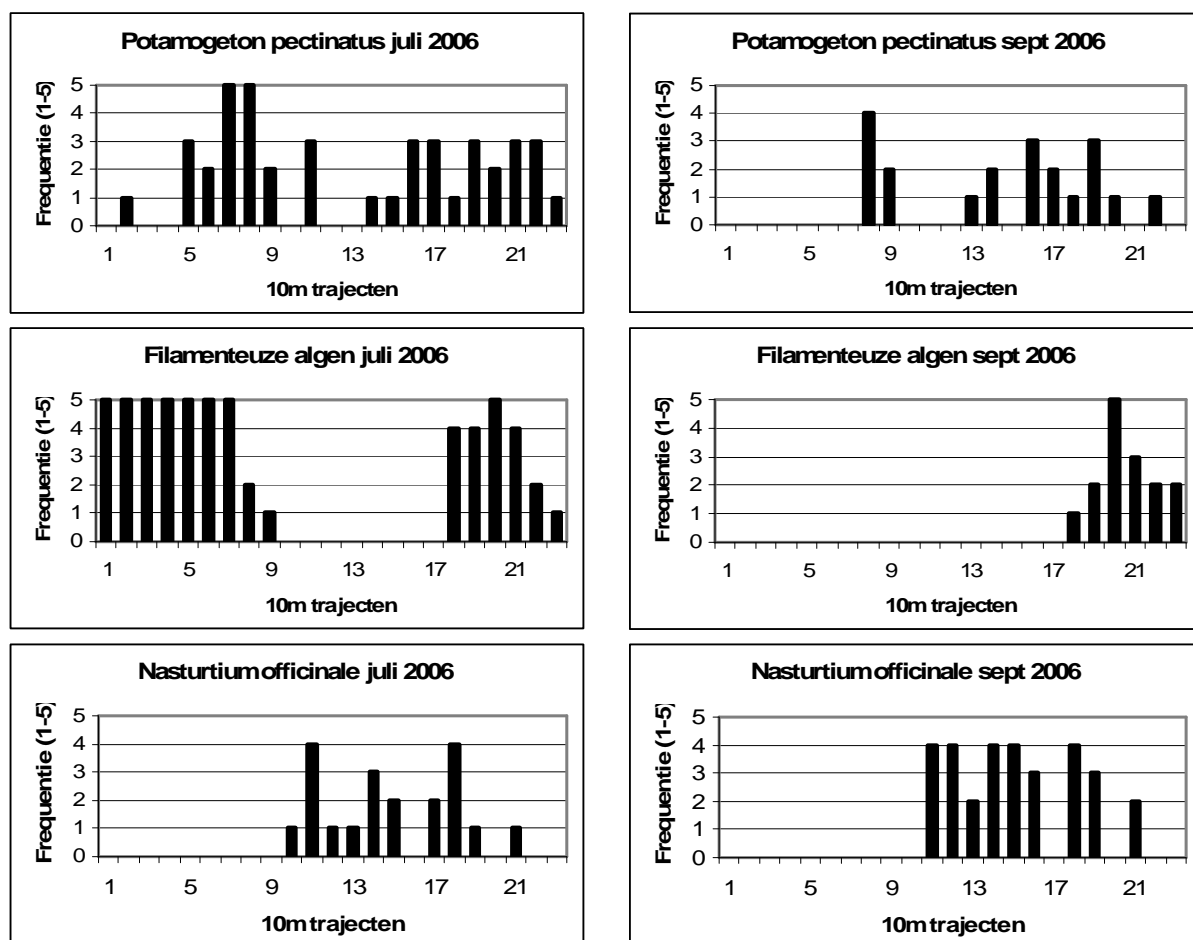 Potamogeton pectinatus juli 2006
Frequentie (1-5)
5
4
3
2
1
0
1 5 9 13 17 21
10m trajecten
Potamogeton pectinatus sept 2006
Frequentie (1-5)
5
4
3
2
1
0
1 5 9 13 17 21
10m trajecten
Filamenteuze algen juli 2006
Frequentie (1-5)
5
4
3
2
1
0
1 5 9 13 17 21
10m trajecten
Filamenteuze algen sept 2006
Frequentie (1-5)
5
4
3
2
1
0
1 5 9 13 17 21
10m trajecten
Nasturtium officinale juli 2006
Frequentie (1-5)
5
4
3
2
1
0
1 5 9 13 17 21
10m trajecten
Nasturtium officinale sept 2006
Frequentie (1-5)
5
4
3
2
1
0
1 5 9 13 17 21
10m trajecten